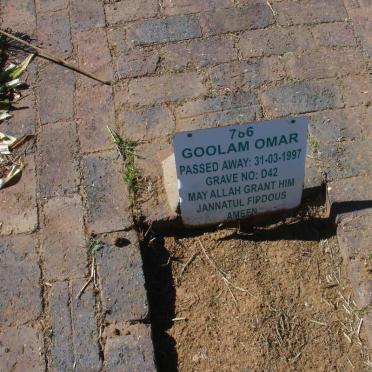 786
GOOLAM OMAR
PASSED AWAY: 31-03-1997
GRAVE NO: D42
MAY ALLAH GRANT HIM
JANNATUL FIRDOUS
AMEEN